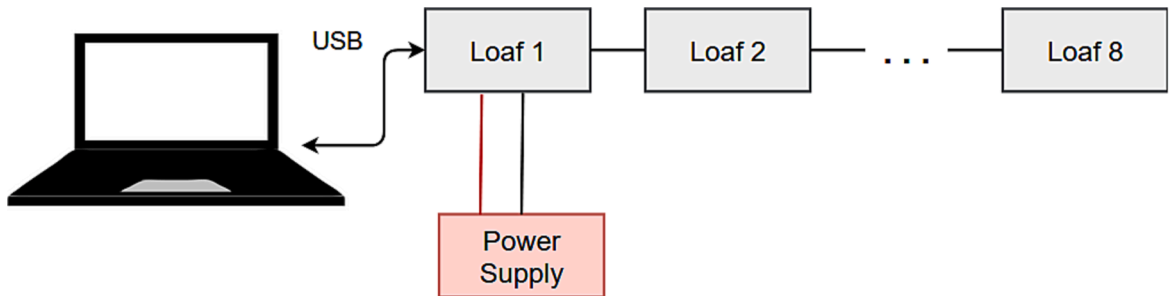 USB
Loaf 1
Loaf 2
. . .
Loaf 8
Power
Supply